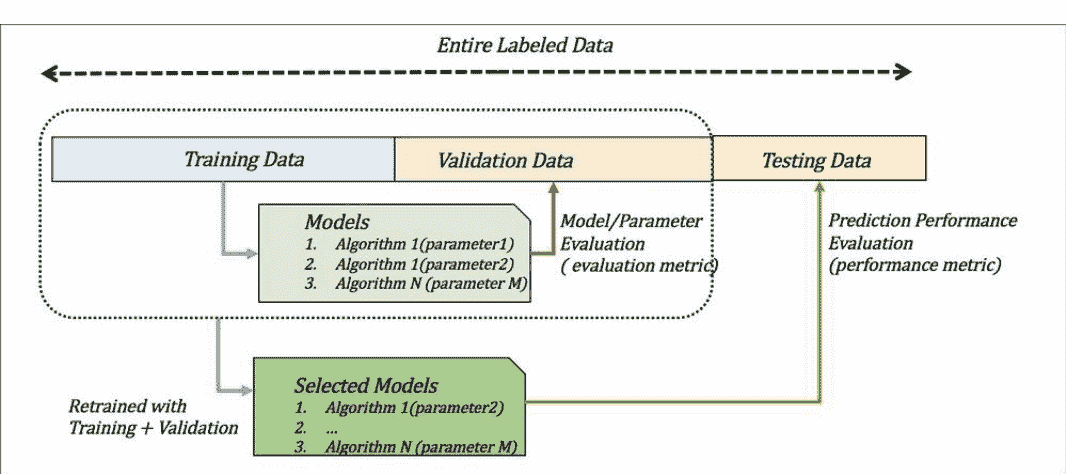 Entire Labeled Data
Training Data
Validation Data
Testing Data
Models
1. Algorithm 1(parameter1)
2. Algorithm 1(parameter2)
3. Algorithm N (parameter M)
Model/Parameter
Evaluation
( evaluation metric)
Prediction Performance
Evaluation
(performance metric)
Retrained with
Training + Validation
Selected Models
1. Algorithm 1(parameter2)
2. ...
3. Algorithm N (parameter M)